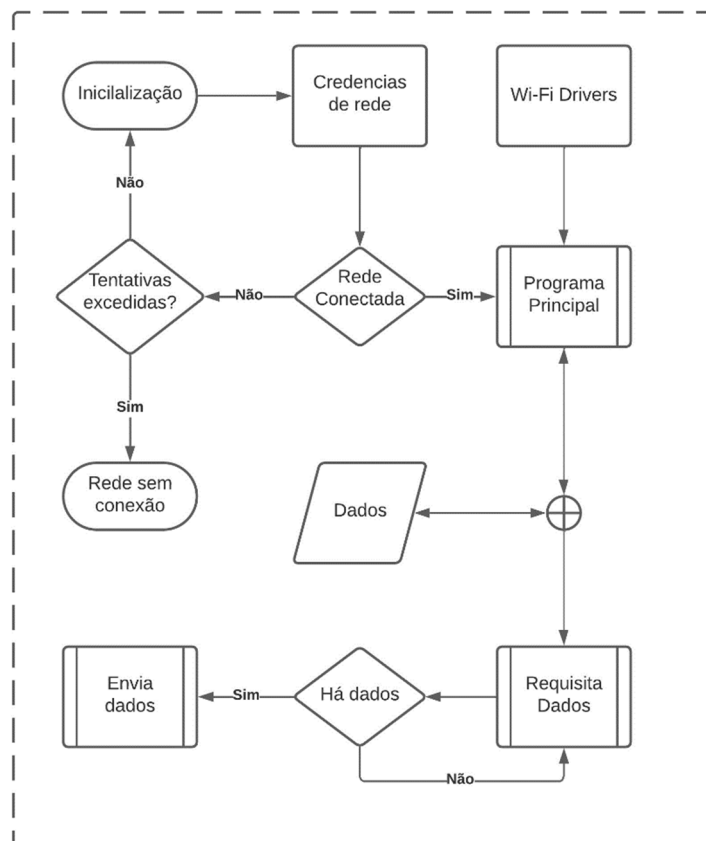 Inicilalização
Credencias
de rede
Wi-Fi Drivers
Não
Tentativas
excedidas?
Não
Rede
Conectada
Sim
Programa
Principal
Sim
Rede sem
conexão
Dados
Envia
dados
Sim
Há dados
Requisita
Dados
Não